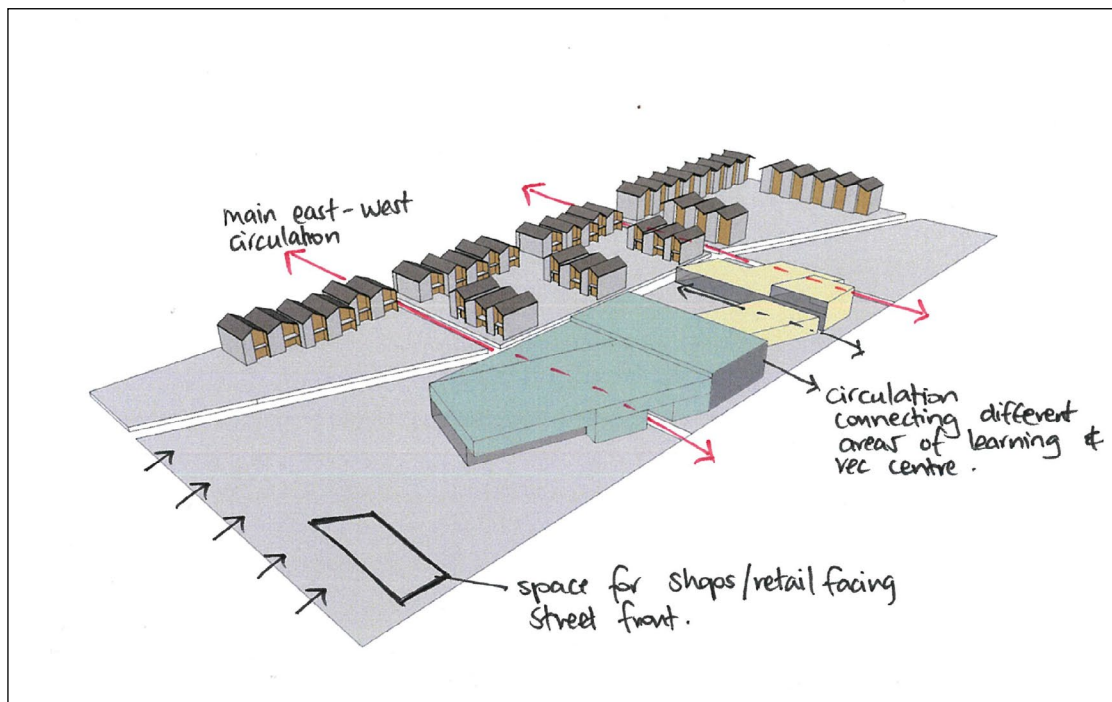 main east-west
circulation
circulation
connecting different
areas of learning &
rec centre.
space for shops/retail facing
street front.